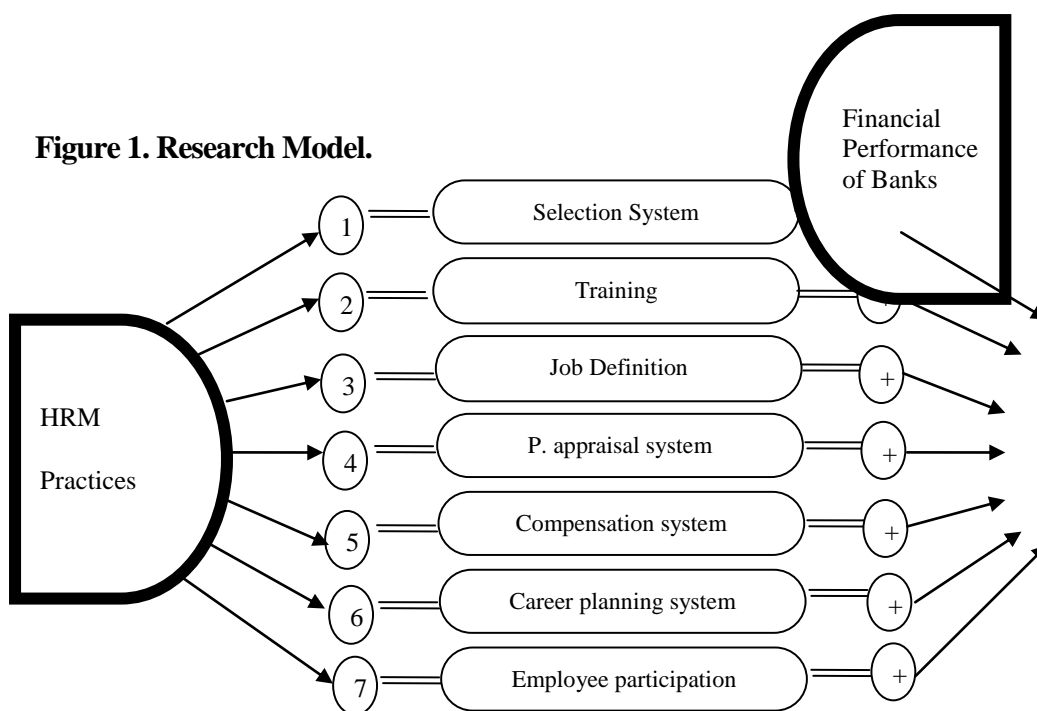 Financial
Performance
of Banks
Figure 1. Research Model.
1 Selection System
2 Training +
3 Job Definition +
HRM
Practices
4 P. appraisal system +
5 Compensation system +
6 Career planning system +
7 Employee participation +